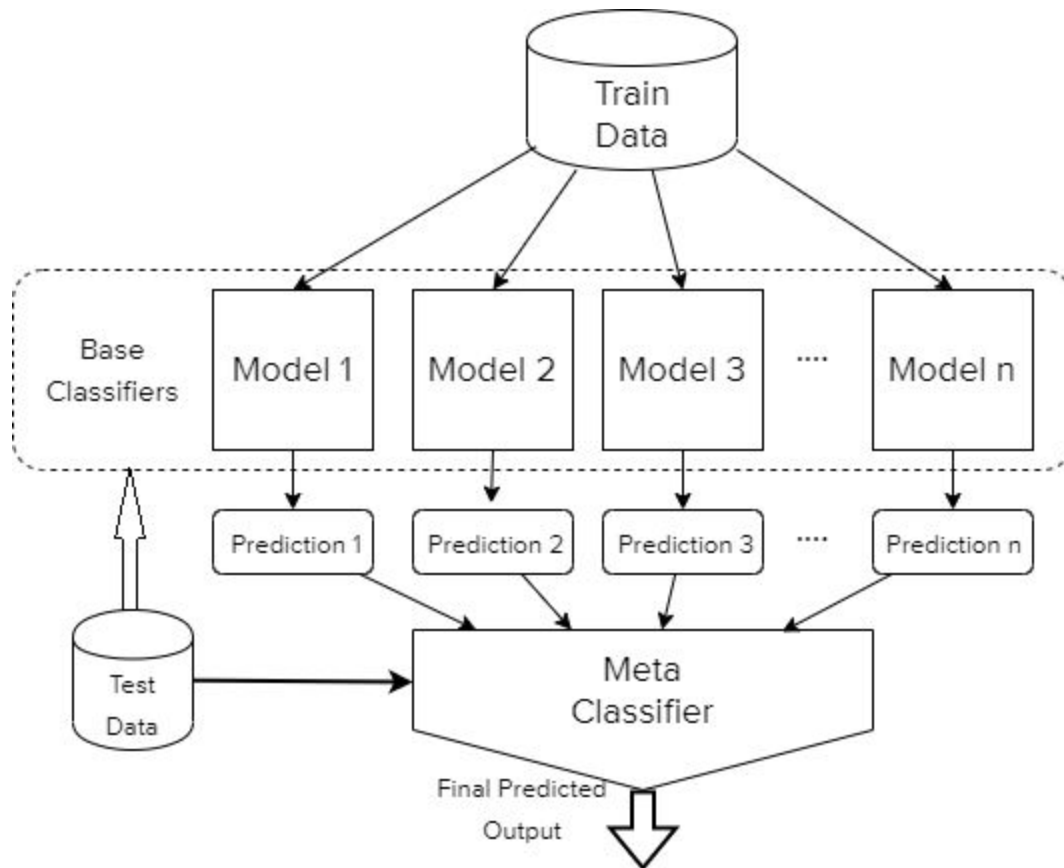 Train
Data
Base
Classifiers
Model 1
Model 2
Model 3
....
Model n
Prediction 1
Prediction 2
Prediction 3
....
Prediction n
Test
Data
Meta
Classifier
Final Predicted
Output